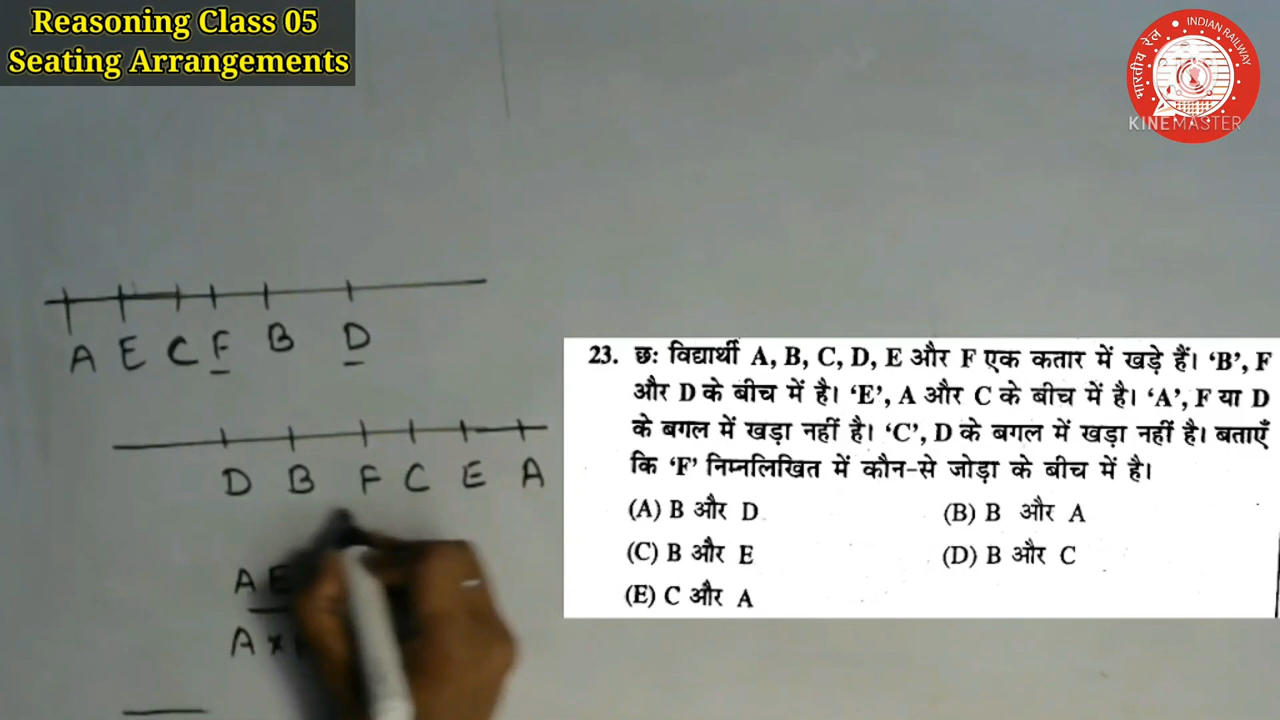 Reasoning Class 05
Seating Arrangements
भारतीय रेल
INDIAN RAILWAY
KINEMASTER
A E C F B D
D B F C E A
A E
A ×
23. छः विद्यार्थी A, B, C, D, E और F एक कतार में खड़े हैं। ‘B’, F
और D के बीच में है। ‘E’, A और C के बीच में है। ‘A’, F या D
के बगल में खड़ा नहीं है। ‘C’, D के बगल में खड़ा नहीं है। बताएँ
कि ‘F’ निम्नलिखित में कौन-से जोड़ा के बीच में है।
(A) B और D
(B) B और A
(C) B और E
(D) B और C
(E) C और A